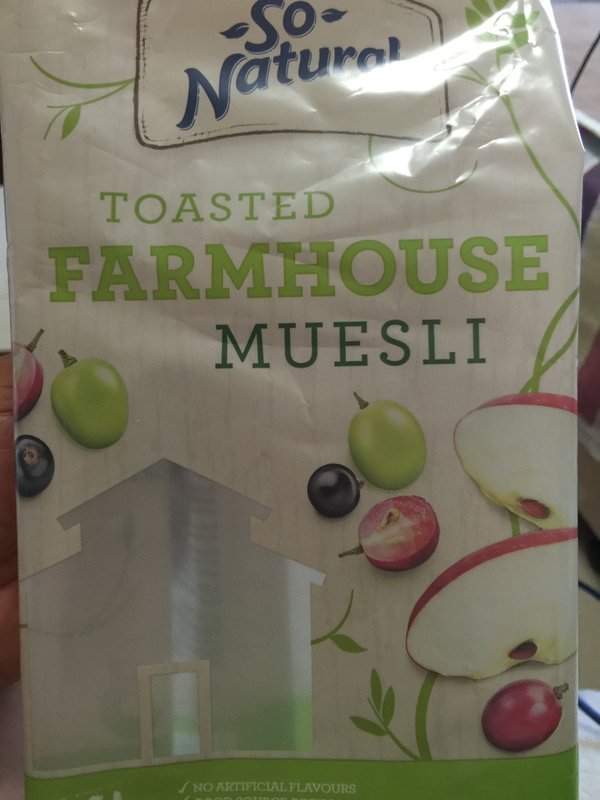 So
Natural
TOASTED
FARMHOUSE
MUESLI
✓ NO ARTIFICIAL FLAVOURS